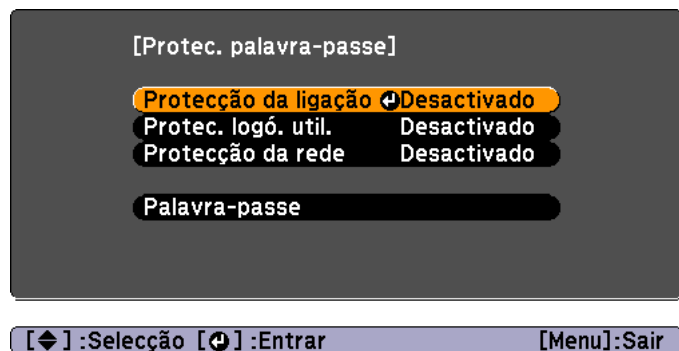 [Protec. palavra-passe]
Protecção da ligação Desactivado
Protec. logó. util. Desactivado
Protecção da rede Desactivado
Palavra-passe
[ ] :Selecção [ ] :Entrar [Menu]:Sair